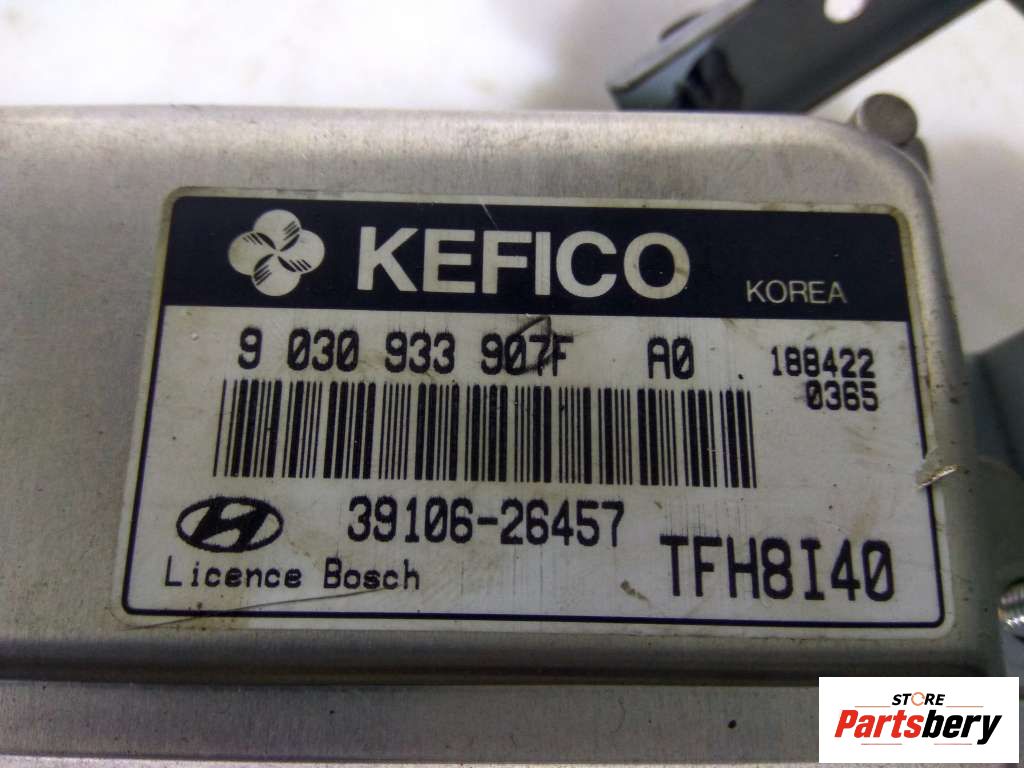 KEFICO KOREA
9 030 933 907F A0 188422
0365
39106-26457
Licence Bosch TFH8I40
STORE
Partsbery